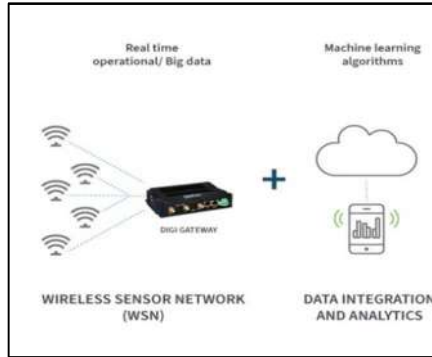 Real time
operational/ Big data
Machine learning
algorithms
DIGI GATEWAY
WIRELESS SENSOR NETWORK
(WSN)
DATA INTEGRATION
AND ANALYTICS